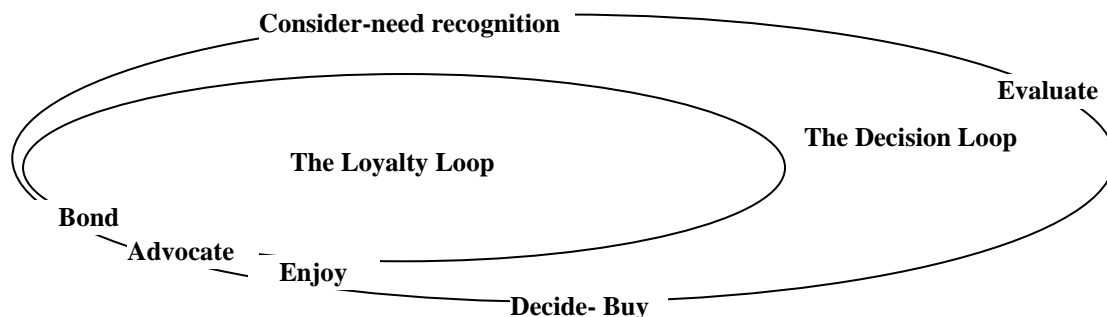 Consider-need recognition
Evaluate
The Decision Loop
The Loyalty Loop
Bond
Advocate
Enjoy
Decide- Buy